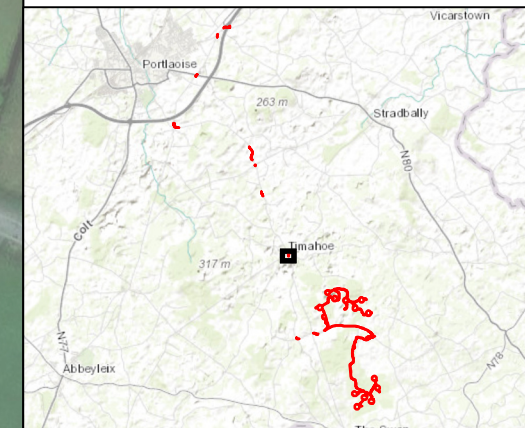 Vicarstown
Portlaoise
263 m
Stradbally
N80
Colt
Timahoe
317 m
N77
N78
Abbeyleix